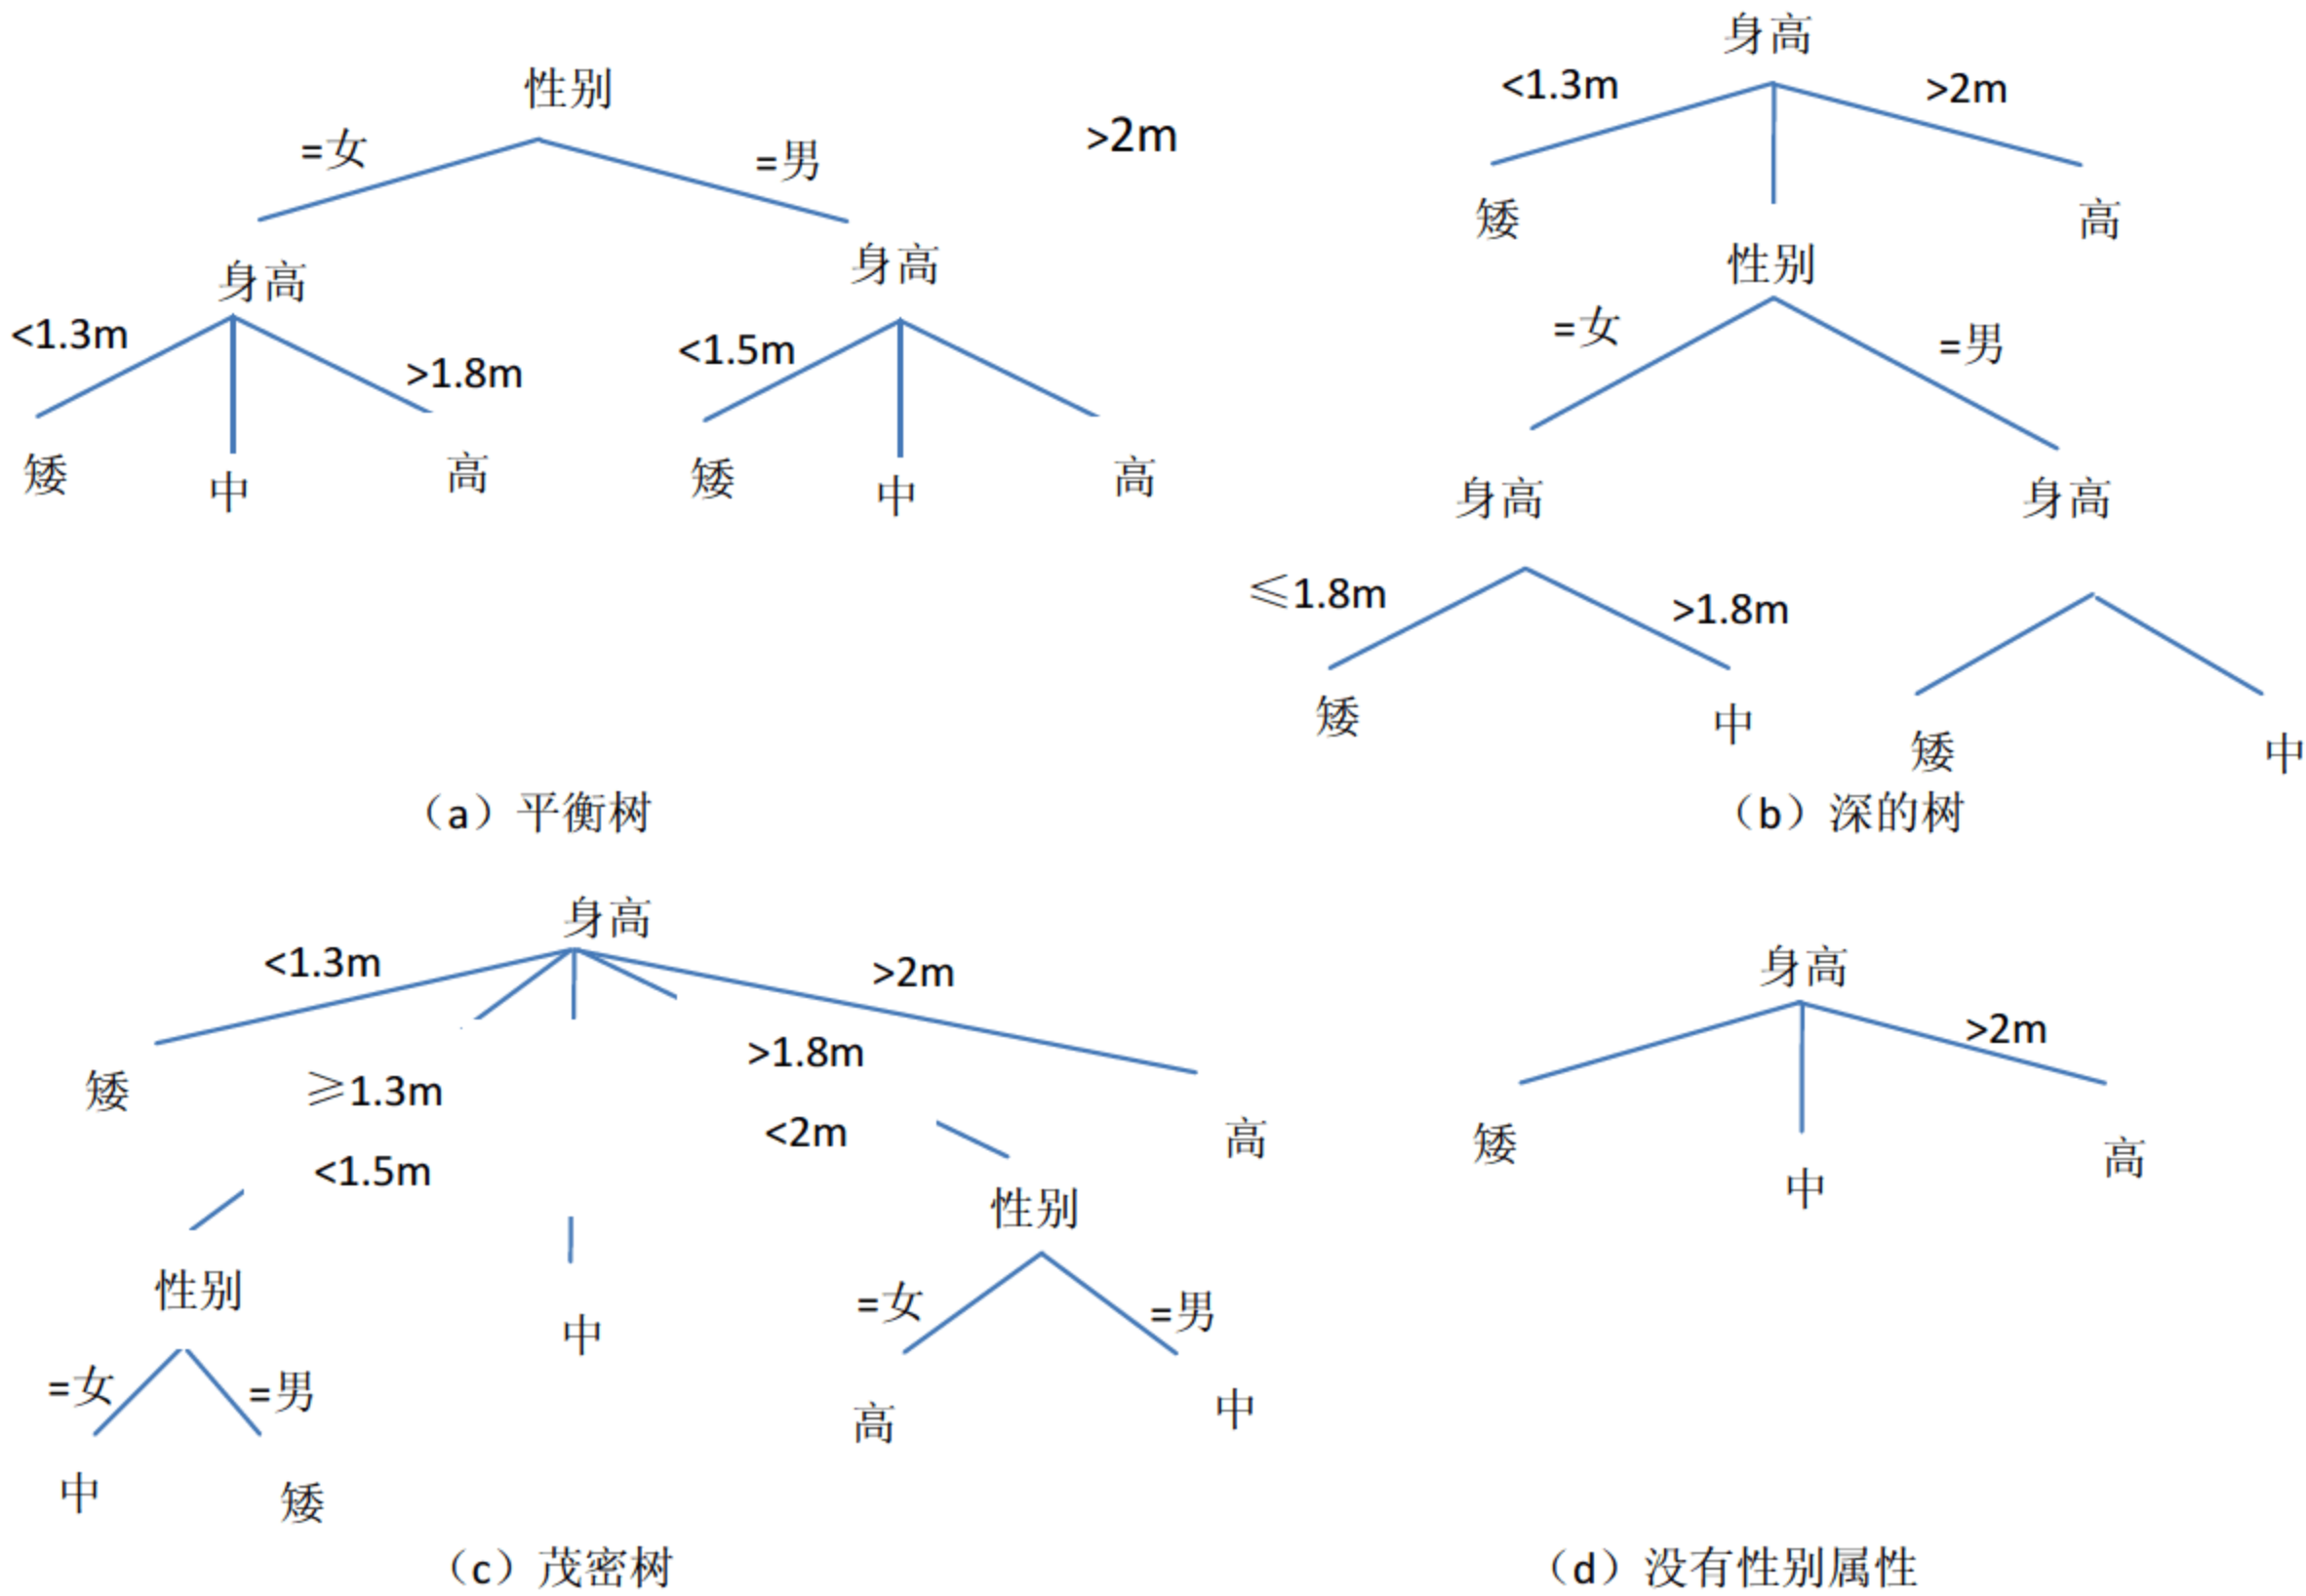 性别
=女
=男
>2m
身高
身高
<1.3m
>1.8m
<1.5m
矮
中
高
矮
中
高
(a) 平衡树
身高
<1.3m
>2m
矮
高
性别
=女
=男
身高
身高
≤1.8m
>1.8m
矮
中
矮
中
(b) 深的树
身高
<1.3m
>2m
矮
≥1.3m
<1.5m
>1.8m
<2m
高
性别
性别
中
=女
=男
=女
=男
中
矮
高
中
(c) 茂密树
身高
>2m
矮
中
高
(d) 没有性别属性